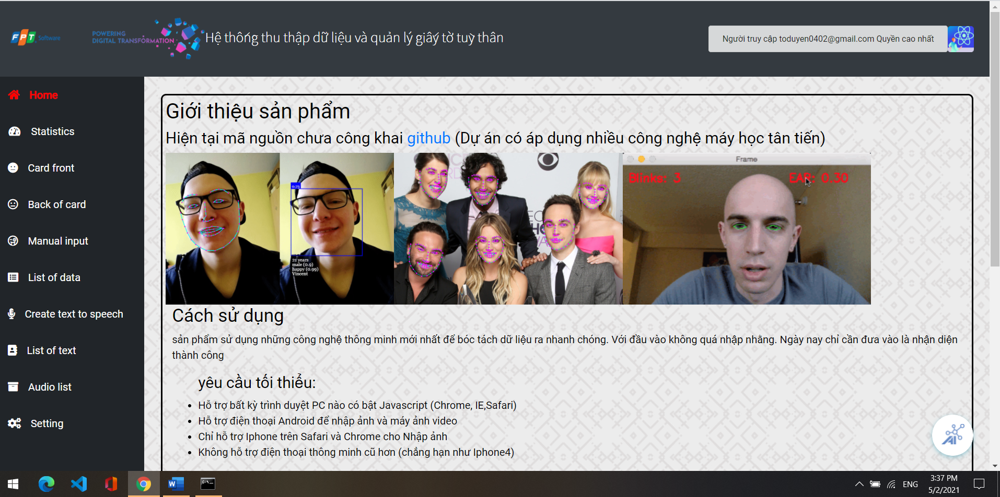 FPT Software
POWERING
DIGITAL TRANSFORMATION
Hệ thống thu thập dữ liệu và quản lý giấy tờ tuỳ thân
Người truy cập toduyen0402@gmail.com Quyền cao nhất
Home
Statistics
Card front
Back of card
Manual input
List of data
Create text to speech
List of text
Audio list
Setting
Giới thiệu sản phẩm
Hiện tại mã nguồn chưa công khai github (Dự án có áp dụng nhiều công nghệ máy học tân tiến)
0.73
21 years
male (0.9)
happy (0.99)
Vincent
Frame
Blinks: 3
EAR: 0.30
Cách sử dụng
sản phẩm sử dụng những công nghệ thông minh mới nhất để bóc tách dữ liệu ra nhanh chóng. Với đầu vào không quá nhập nhằng. Ngày nay chỉ cần đưa vào là nhận diện
thành công
yêu cầu tối thiểu:
Hỗ trợ bất kỳ trình duyệt PC nào có bật Javascript (Chrome, IE,Safari)
Hỗ trợ điện thoại Android để nhập ảnh và máy ảnh video
Chỉ hỗ trợ Iphone trên Safari và Chrome cho Nhập ảnh
Không hỗ trợ điện thoại thông minh cũ hơn (chẳng hạn như Iphone4)
AI
ENG
3:37 PM
5/2/2021